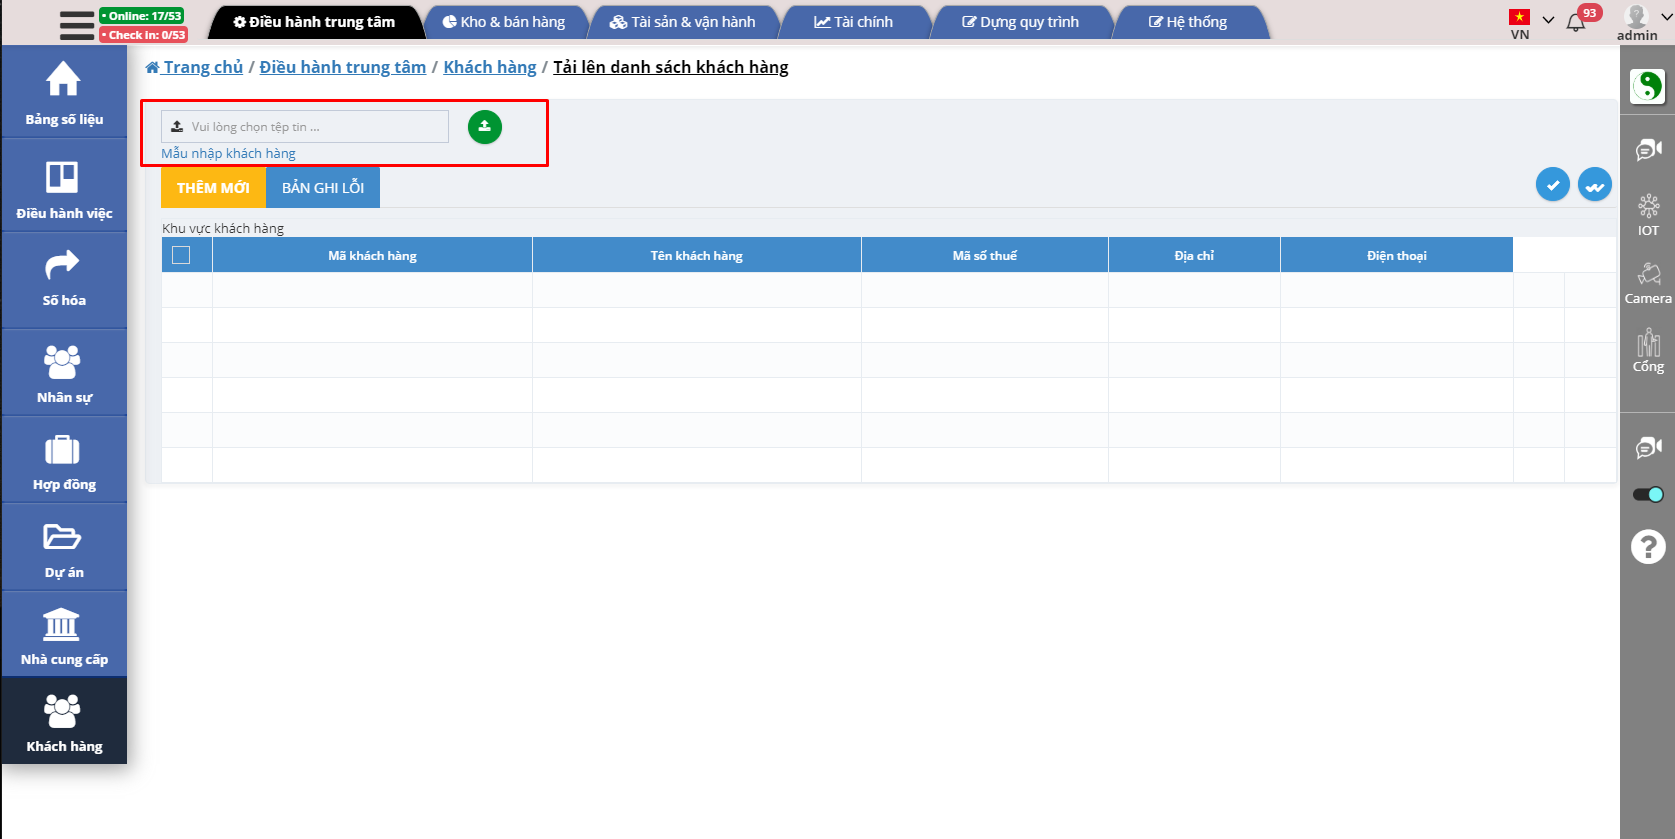 Online: 17/53
Check in: 0/53
Điều hành trung tâm
Kho & bán hàng
Tài sản & vận hành
Tài chính
Dựng quy trình
Hệ thống
VN
93
admin
Trang chủ / Điều hành trung tâm / Khách hàng / Tải lên danh sách khách hàng
Bảng số liệu
Điều hành việc
Số hóa
Nhân sự
Hợp đồng
Dự án
Nhà cung cấp
Khách hàng
Vui lòng chọn tệp tin ...
Mẫu nhập khách hàng
THÊM MỚI
BẢN GHI LỖI
Khu vực khách hàng
Mã khách hàng
Tên khách hàng
Mã số thuế
Địa chỉ
Điện thoại
IOT
Camera
Cổng